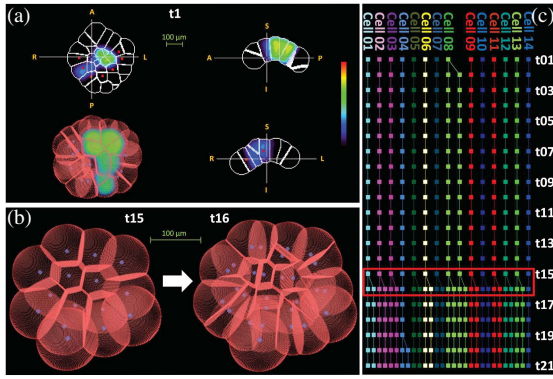 (a)
t1
A
R
L
P
100 µm
S
A
P
I
S
R
L
I
(b)
t15
100 µm
t16
(c)
Cell 01
Cell 02
Cell 03
Cell 04
Cell 05
Cell 06
Cell 07
Cell 08
Cell 09
Cell 10
Cell 11
Cell 12
Cell 13
Cell 14
t01
t03
t05
t07
t09
t11
t13
t15
t17
t19
t21